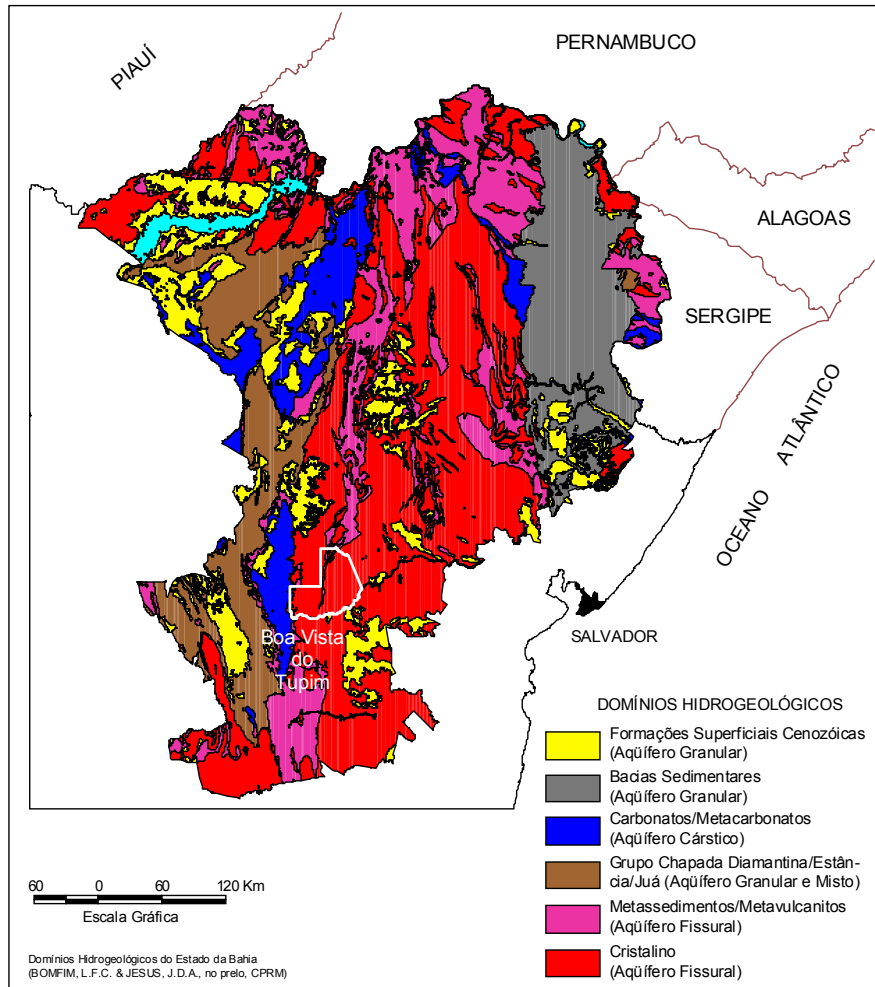 PIAUÍ
PERNAMBUCO
ALAGOAS
SERGIPE
OCEANO ATLÂNTICO
SALVADOR
Boa Vista
do
Tupim
DOMÍNIOS HIDROGEOLÓGICOS
Formações Superficiais Cenozóicas
(Aqüífero Granular)
Bacias Sedimentares
(Aqüífero Granular)
Carbonatos/Metacarbonatos
(Aqüífero Cárstico)
Grupo Chapada Diamantina/Estân-
cia/Juá (Aqüífero Granular e Misto)
Metassedimentos/Metavulcanitos
(Aqüífero Fissural)
Cristalino
(Aqüífero Fissural)
60 0 60 120 Km
Escala Gráfica
Domínios Hidrogeológicos do Estado da Bahia
(BOMFIM, L.F.C. & JESUS, J.D.A., no prelo, CPRM)